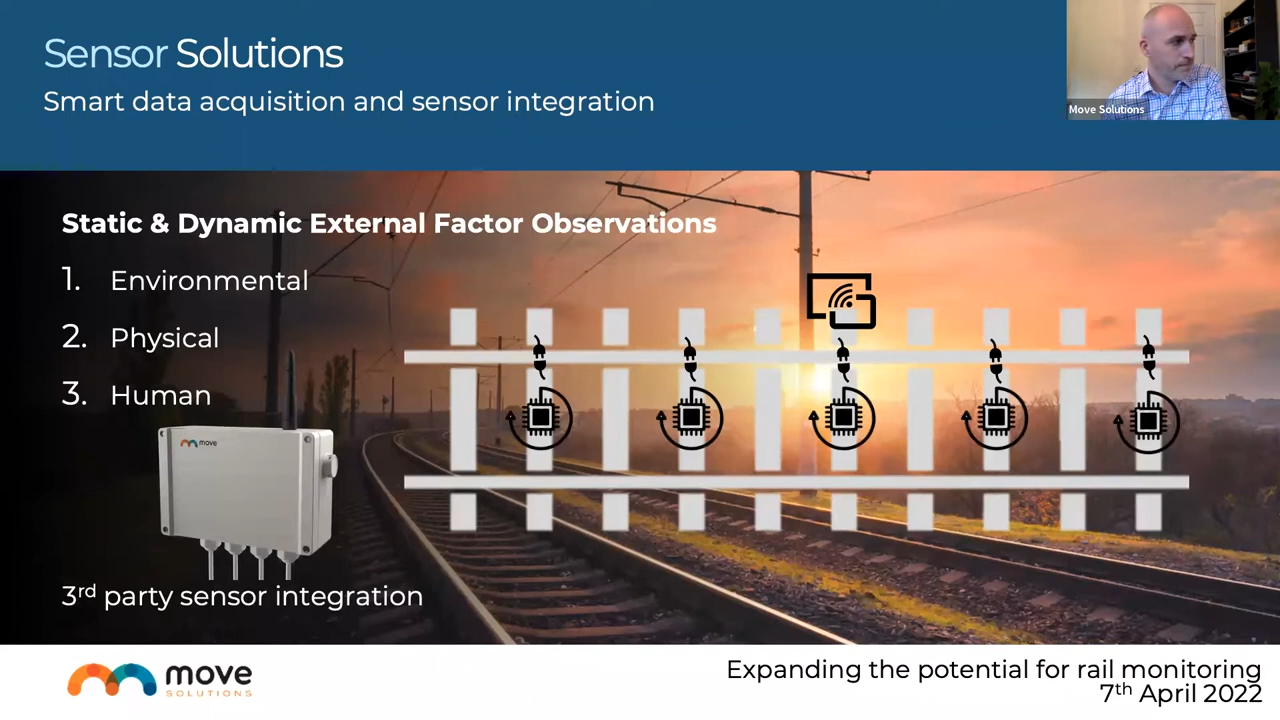 Sensor Solutions
Smart data acquisition and sensor integration
Move Solutions
Static & Dynamic External Factor Observations
1. Environmental
2. Physical
3. Human
move
3rd party sensor integration
move
SOLUTIONS
Expanding the potential for rail monitoring
7th April 2022